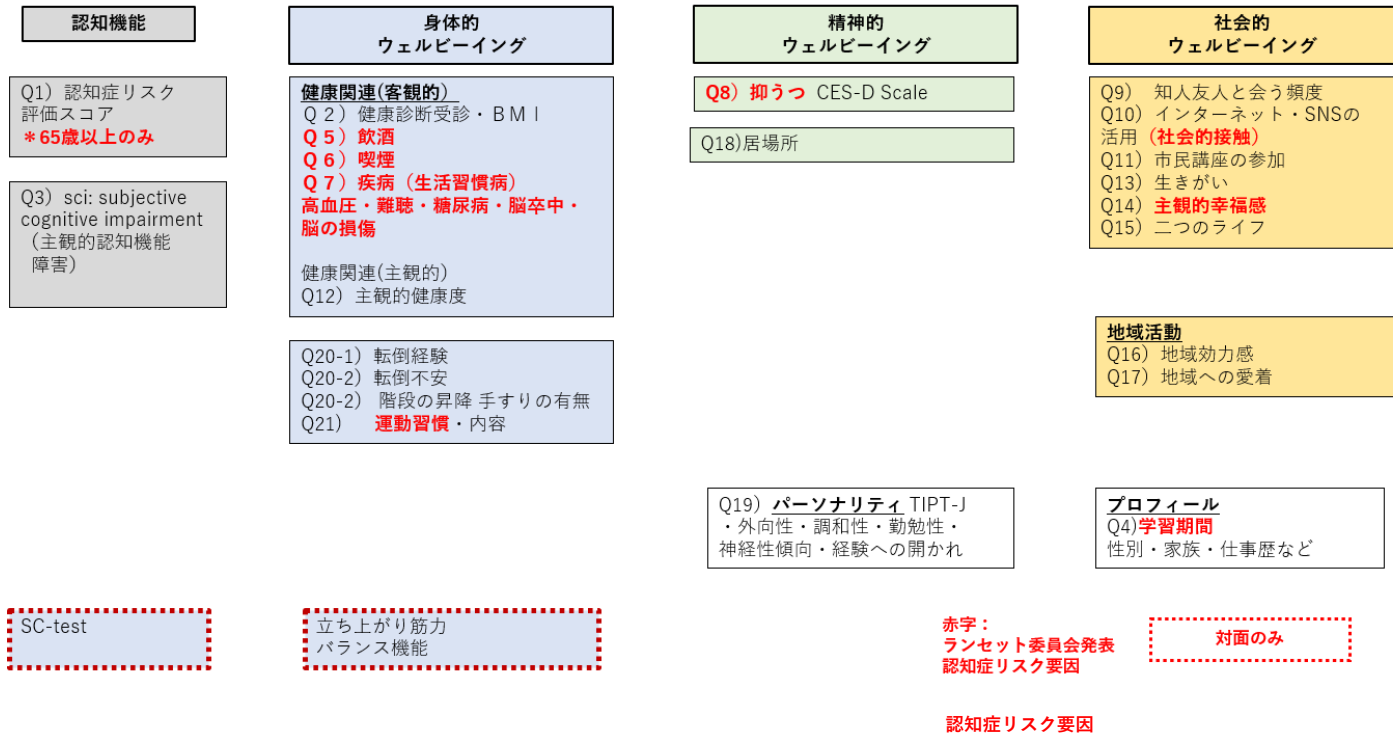 認知機能
Q1）認知症リスク
評価スコア
＊65歳以上のみ
Q3）sci: subjective
cognitive impairment
（主観的認知機能
障害）
SC-test
身体的
ウェルビーイング
健康関連(客観的)
Q 2）健康診断受診・BMI
Q 5）飲酒
Q 6）喫煙
Q 7）疾病（生活習慣病）
高血圧・難聴・糖尿病・脳卒中・
脳の損傷
健康関連(主観的)
Q12）主観的健康度
Q20-1）転倒経験
Q20-2）転倒不安
Q20-2） 階段の昇降 手すりの有無
Q21） 運動習慣・内容
立ち上がり筋力
バランス機能
精神的
ウェルビーイング
Q8）抑うつ CES-D Scale
Q18)居場所
Q19）パーソナリティ TIPT-J
・外向性・調和性・勤勉性・
神経性傾向・経験への開かれ
社会的
ウェルビーイング
Q9） 知人友人と会う頻度
Q10）インターネット・SNSの
活用（社会的接触）
Q11）市民講座の参加
Q13）生きがい
Q14）主観的幸福感
Q15）二つのライフ
地域活動
Q16）地域効力感
Q17）地域への愛着
プロフィール
Q4)学習期間
性別・家族・仕事歴など
赤字：
ランセット委員会発表
認知症リスク要因
対面のみ
認知症リスク要因